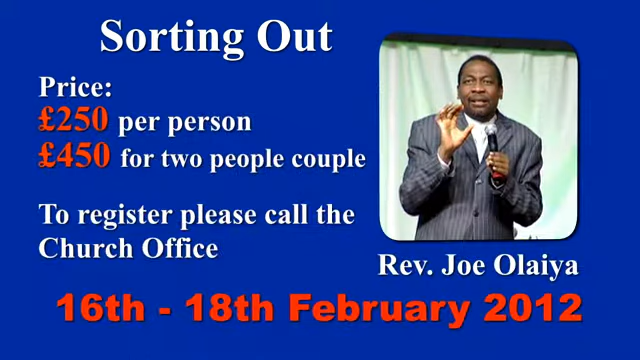 Sorting Out
Price:
£250 per person
£450 for two people couple
To register please call the
Church Office
Rev. Joe Olaiya
16th - 18th February 2012